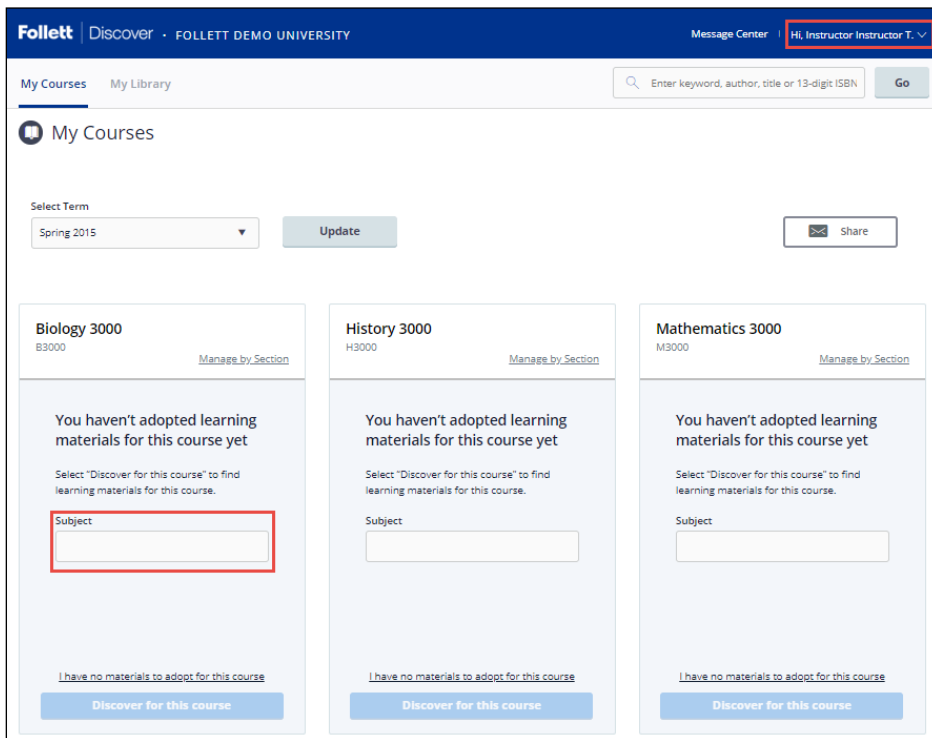 Follett | Discover · FOLLETT DEMO UNIVERSITY
Message Center | Hi, Instructor Instructor T.
My Courses My Library
Enter keyword, author, title or 13-digit ISBN Go
My Courses
Select Term
Spring 2015 Update Share
Biology 3000
B3000
Manage by Section
You haven't adopted learning
materials for this course yet
Select "Discover for this course" to find
learning materials for this course.
Subject
I have no materials to adopt for this course
Discover for this course
History 3000
H3000
Manage by Section
You haven't adopted learning
materials for this course yet
Select "Discover for this course" to find
learning materials for this course.
Subject
I have no materials to adopt for this course
Discover for this course
Mathematics 3000
M3000
Manage by Section
You haven't adopted learning
materials for this course yet
Select "Discover for this course" to find
learning materials for this course.
Subject
I have no materials to adopt for this course
Discover for this course